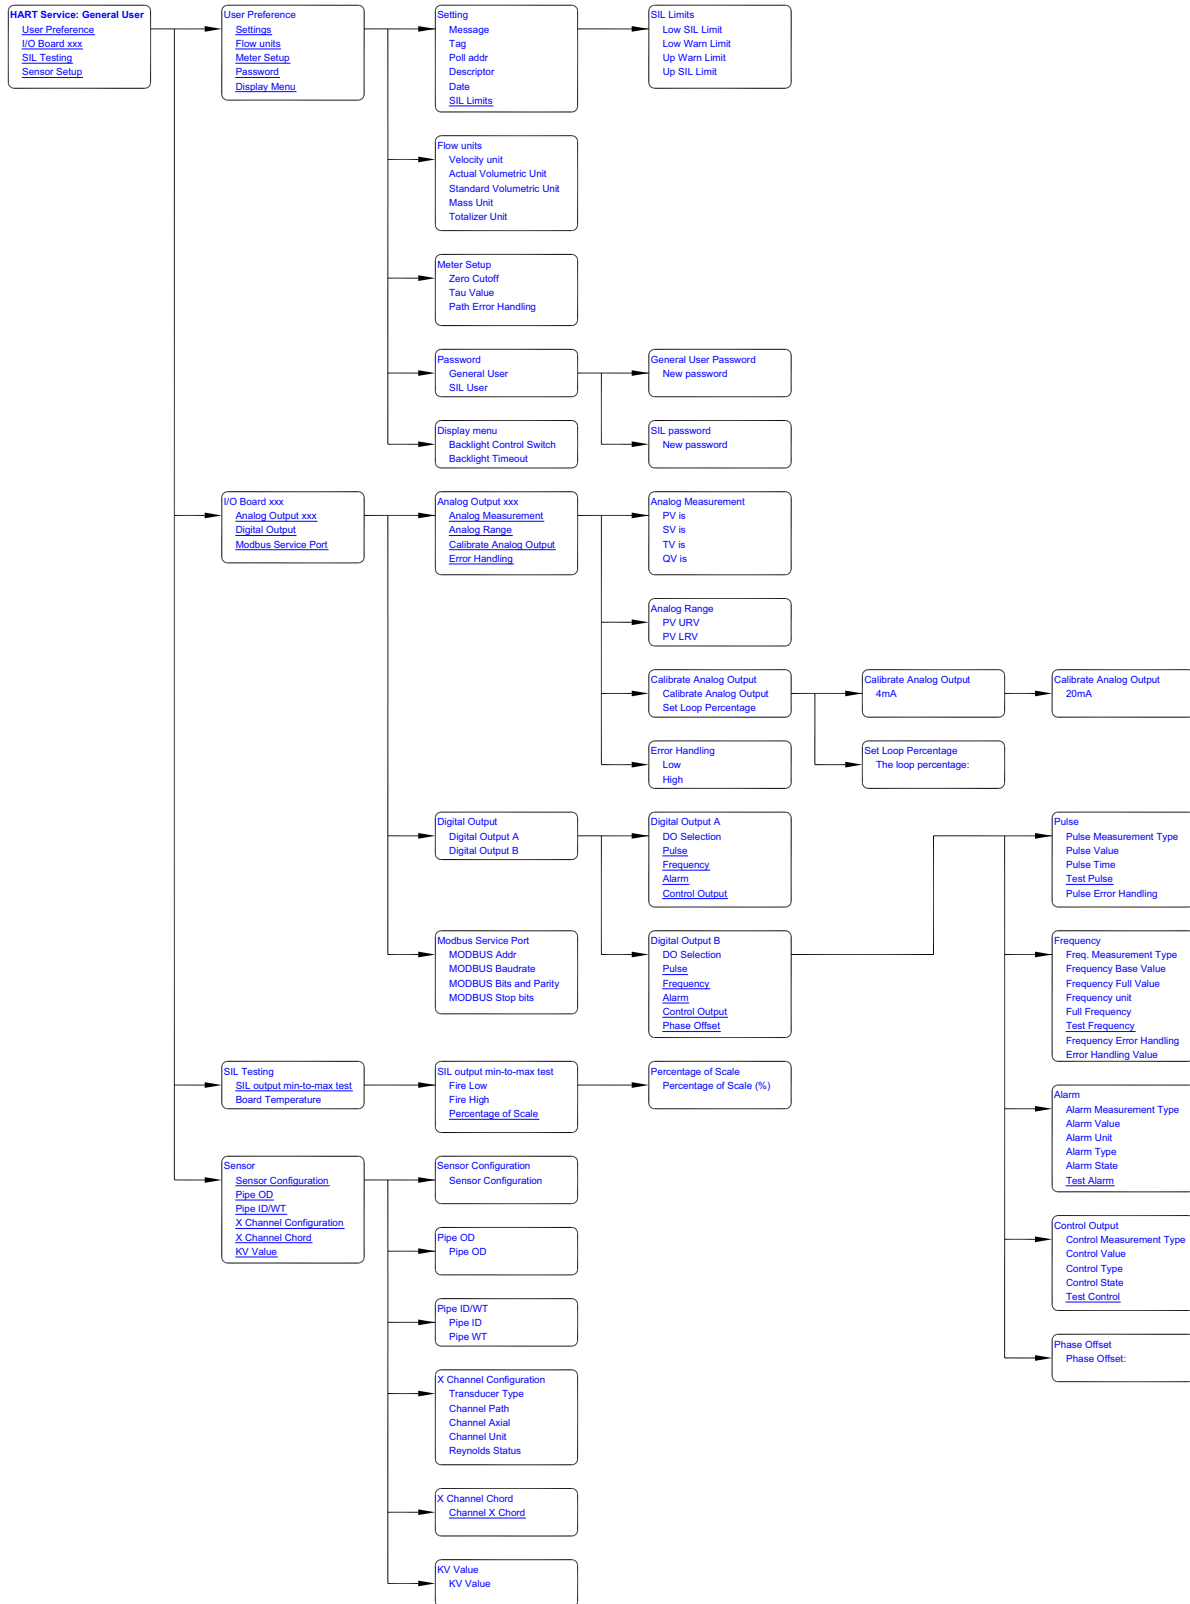 HART Service: General User
User Preference
I/O Board xxx
SIL Testing
Sensor Setup
User Preference
Settings
Flow units
Meter Setup
Password
Display Menu
Setting
Message
Tag
Poll addr
Descriptor
Date
SIL Limits
SIL Limits
Low SIL Limit
Low Warn Limit
Up Warn Limit
Up SIL Limit
Flow units
Velocity unit
Actual Volumetric Unit
Standard Volumetric Unit
Mass Unit
Totalizer Unit
Meter Setup
Zero Cutoff
Tau Value
Path Error Handling
Password
General User
SIL User
General User Password
New password
SIL password
New password
Display menu
Backlight Control Switch
Backlight Timeout
I/O Board xxx
Analog Output xxx
Digital Output
Modbus Service Port
Analog Output xxx
Analog Measurement
Analog Range
Calibrate Analog Output
Error Handling
Analog Measurement
PV is
SV is
TV is
QV is
Analog Range
PV URV
PV LRV
Calibrate Analog Output
Calibrate Analog Output
Set Loop Percentage
Calibrate Analog Output
4mA
Calibrate Analog Output
20mA
Set Loop Percentage
The loop percentage:
Error Handling
Low
High
Digital Output
Digital Output A
Digital Output B
Digital Output A
DO Selection
Pulse
Frequency
Alarm
Control Output
Digital Output B
DO Selection
Pulse
Frequency
Alarm
Control Output
Phase Offset
Pulse
Pulse Measurement Type
Pulse Value
Pulse Time
Test Pulse
Pulse Error Handling
Frequency
Freq. Measurement Type
Frequency Base Value
Frequency Full Value
Frequency unit
Full Frequency
Test Frequency
Frequency Error Handling
Error Handling Value
Alarm
Alarm Measurement Type
Alarm Value
Alarm Unit
Alarm Type
Alarm State
Test Alarm
Control Output
Control Measurement Type
Control Value
Control Type
Control State
Test Control
Phase Offset
Phase Offset:
Modbus Service Port
MODBUS Addr
MODBUS Baudrate
MODBUS Bits and Parity
MODBUS Stop bits
SIL Testing
SIL output min-to-max test
Board Temperature
SIL output min-to-max test
Fire Low
Fire High
Percentage of Scale
Percentage of Scale
Percentage of Scale (%)
Sensor
Sensor Configuration
Pipe OD
Pipe ID/WT
X Channel Configuration
X Channel Chord
KV Value
Sensor Configuration
Sensor Configuration
Pipe OD
Pipe OD
Pipe ID/WT
Pipe ID
Pipe WT
X Channel Configuration
Transducer Type
Channel Path
Channel Axial
Channel Unit
Reynolds Status
X Channel Chord
Channel X Chord
KV Value
KV Value